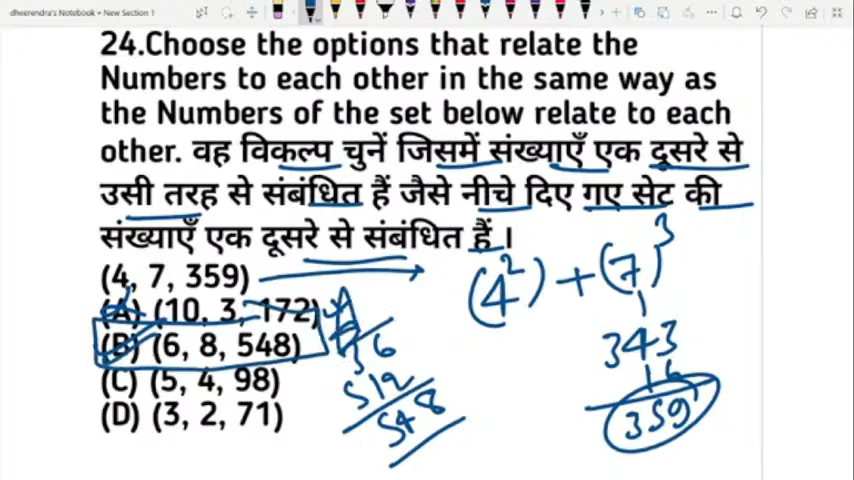 dhwerendra's Notebook » New Section 1
24.Choose the options that relate the
Numbers to each other in the same way as
the Numbers of the set below relate to each
other. वह विकल्प चुनें जिसमें संख्याएँ एक दूसरे से
उसी तरह से संबंधित हैं जैसे नीचे दिए गए सेट की
संख्याएँ एक दूसरे से संबंधित हैं ।
(4, 7, 359)
(4²) + (7)³
(A) (10, 3, 172)
(B) (6, 8, 548)
36
343
(C) (5, 4, 98)
512
16
(D) (3, 2, 71)
548
359